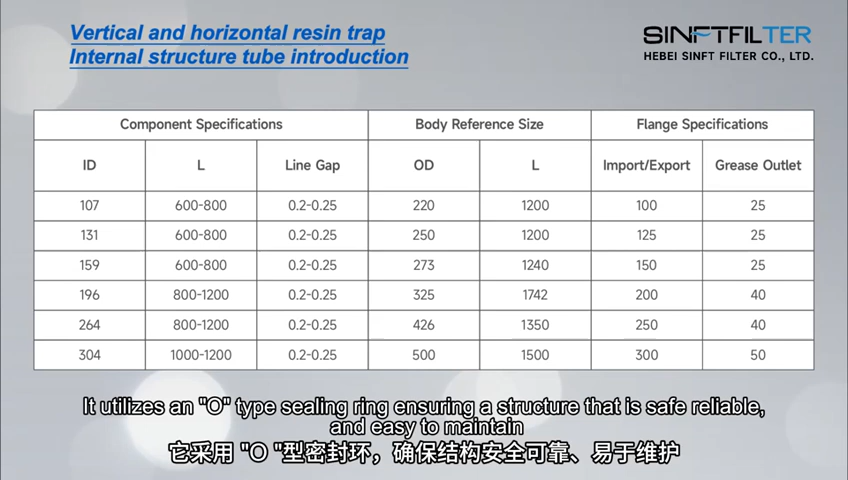 Vertical and horizontal resin trap
Internal structure tube introduction
SINFTFILTER
HEBEI SINFT FILTER CO., LTD.
Component Specifications Body Reference Size Flange Specifications
ID L Line Gap OD L Import/Export Grease Outlet
107 600-800 0.2-0.25 220 1200 100 25
131 600-800 0.2-0.25 250 1200 125 25
159 600-800 0.2-0.25 273 1240 150 25
196 800-1200 0.2-0.25 325 1742 200 40
264 800-1200 0.2-0.25 426 1350 250 40
304 1000-1200 0.2-0.25 500 1500 300 50
It utilizes an "O" type sealing ring ensuring a structure that is safe reliable,
and easy to maintain
它采用 "O "型密封环，确保结构安全可靠、易于维护